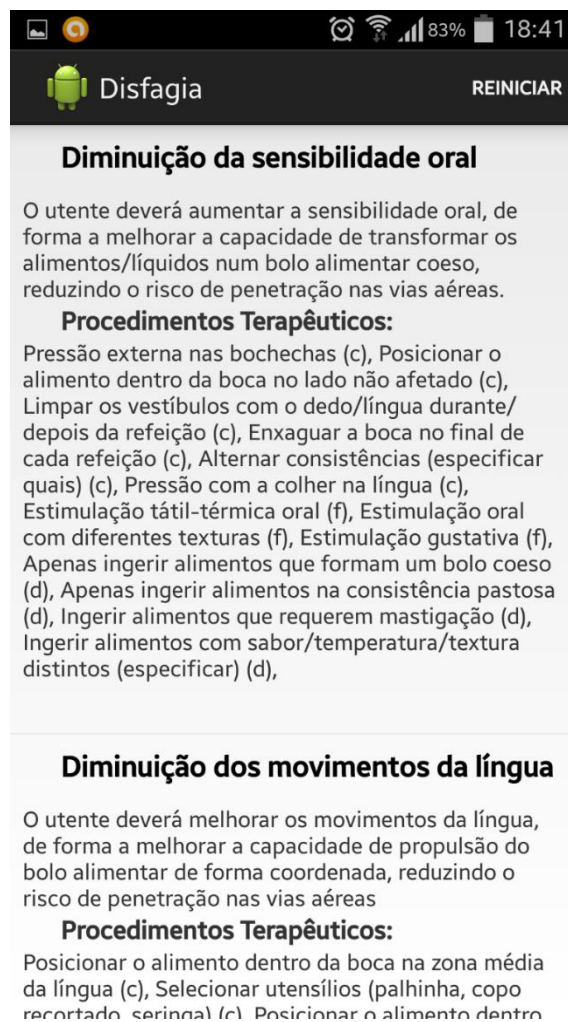 83% 18:41
Disfagia REINICIAR
Diminuição da sensibilidade oral
O utente deverá aumentar a sensibilidade oral, de
forma a melhorar a capacidade de transformar os
alimentos/líquidos num bolo alimentar coeso,
reduzindo o risco de penetração nas vias aéreas.
Procedimentos Terapêuticos:
Pressão externa nas bochechas (c), Posicionar o
alimento dentro da boca no lado não afetado (c),
Limpar os vestíbulos com o dedo/língua durante/
depois da refeição (c), Enxaguar a boca no final de
cada refeição (c), Alternar consistências (especificar
quais) (c), Pressão com a colher na língua (c),
Estimulação tátil-térmica oral (f), Estimulação oral
com diferentes texturas (f), Estimulação gustativa (f),
Apenas ingerir alimentos que formam um bolo coeso
(d), Apenas ingerir alimentos na consistência pastosa
(d), Ingerir alimentos que requerem mastigação (d),
Ingerir alimentos com sabor/temperatura/textura
distintos (especificar) (d),
Diminuição dos movimentos da língua
O utente deverá melhorar os movimentos da língua,
de forma a melhorar a capacidade de propulsão do
bolo alimentar de forma coordenada, reduzindo o
risco de penetração nas vias aéreas
Procedimentos Terapêuticos:
Posicionar o alimento dentro da boca na zona média
da língua (c), Selecionar utensílios (palhinha, copo
recortado, seringa) (c), Posicionar o alimento dentro